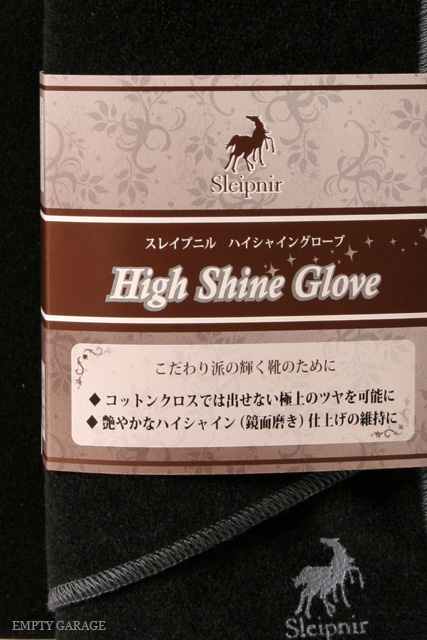 Sleipnir
スレイプニル ハイシャイングローブ
High Shine Glove
こだわり派の輝く靴のために
◆コットンクロスでは出せない極上のツヤを可能に
◆艶やかなハイシャイン(鏡面磨き)仕上げの維持に
Sleipnir
EMPTY GARAGE